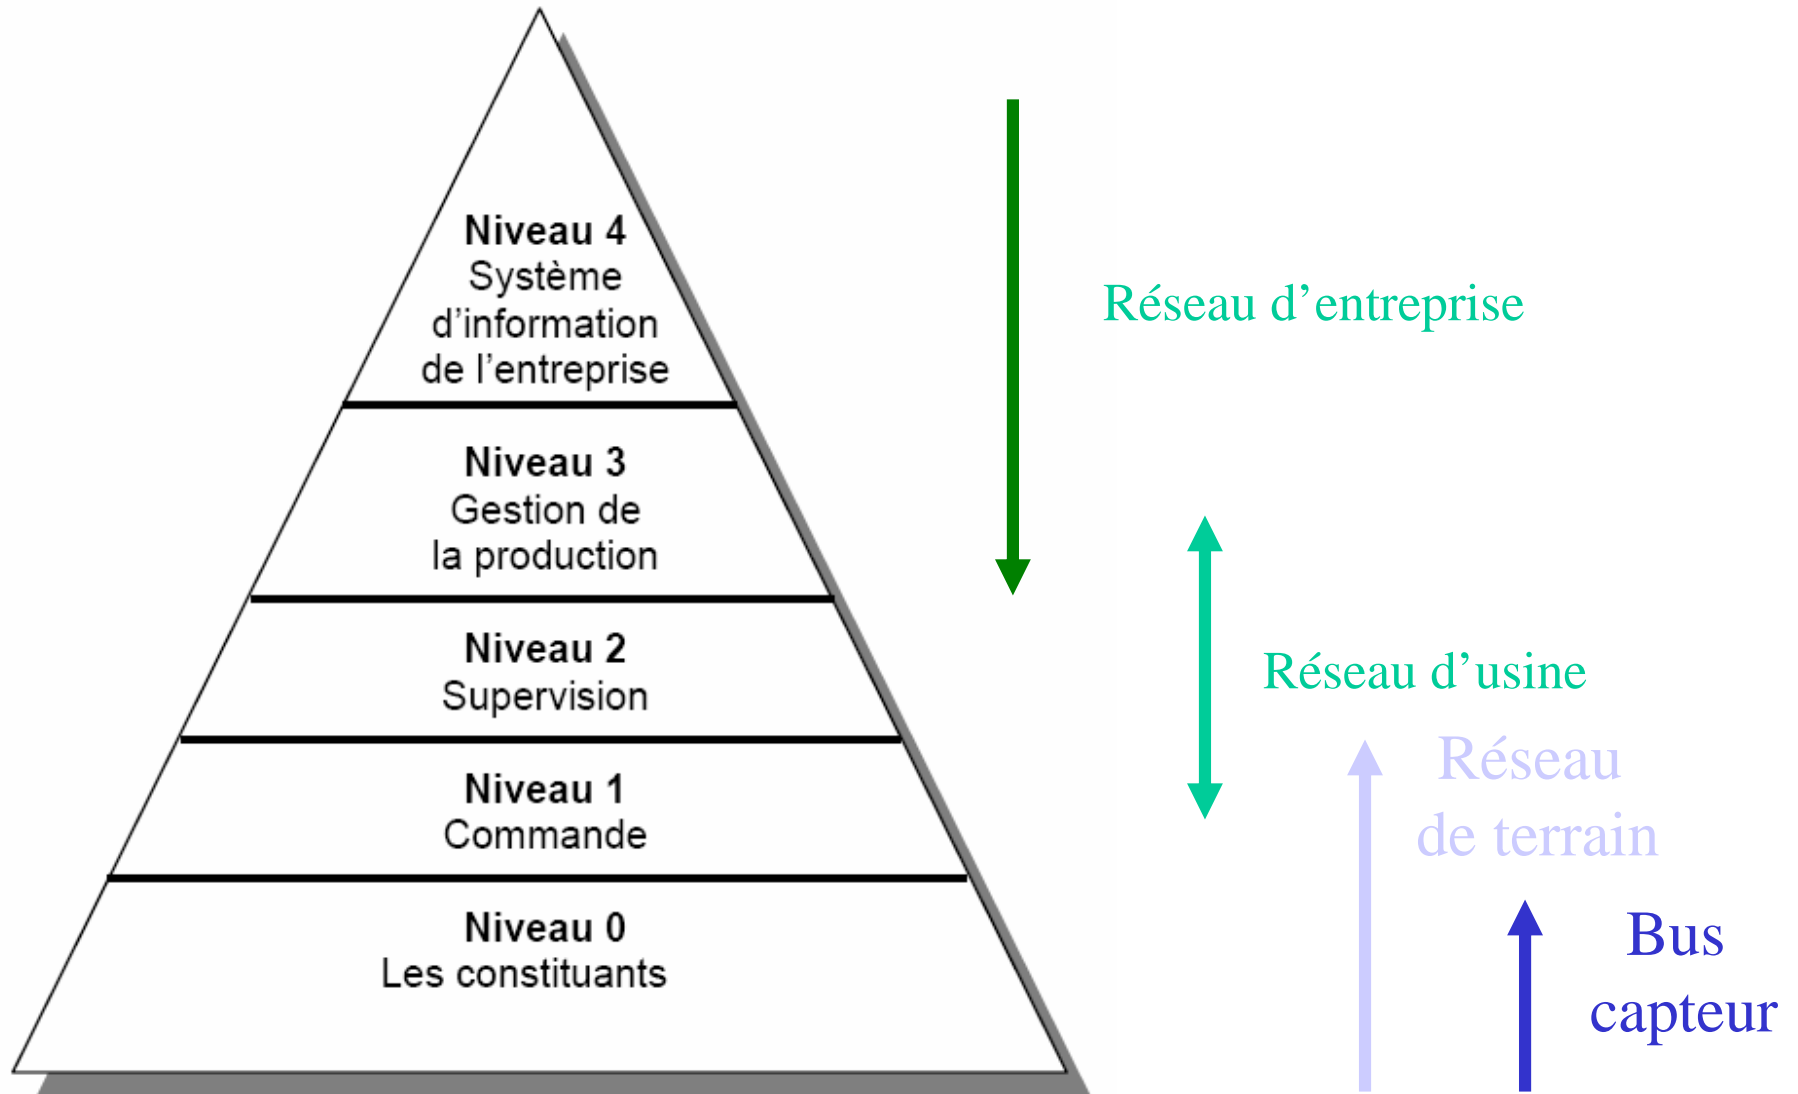 Niveau 4
Système
d’information
de l’entreprise
Niveau 3
Gestion de
la production
Niveau 2
Supervision
Niveau 1
Commande
Niveau 0
Les constituants
Réseau d’entreprise
Réseau d’usine
Réseau
de terrain
Bus
capteur